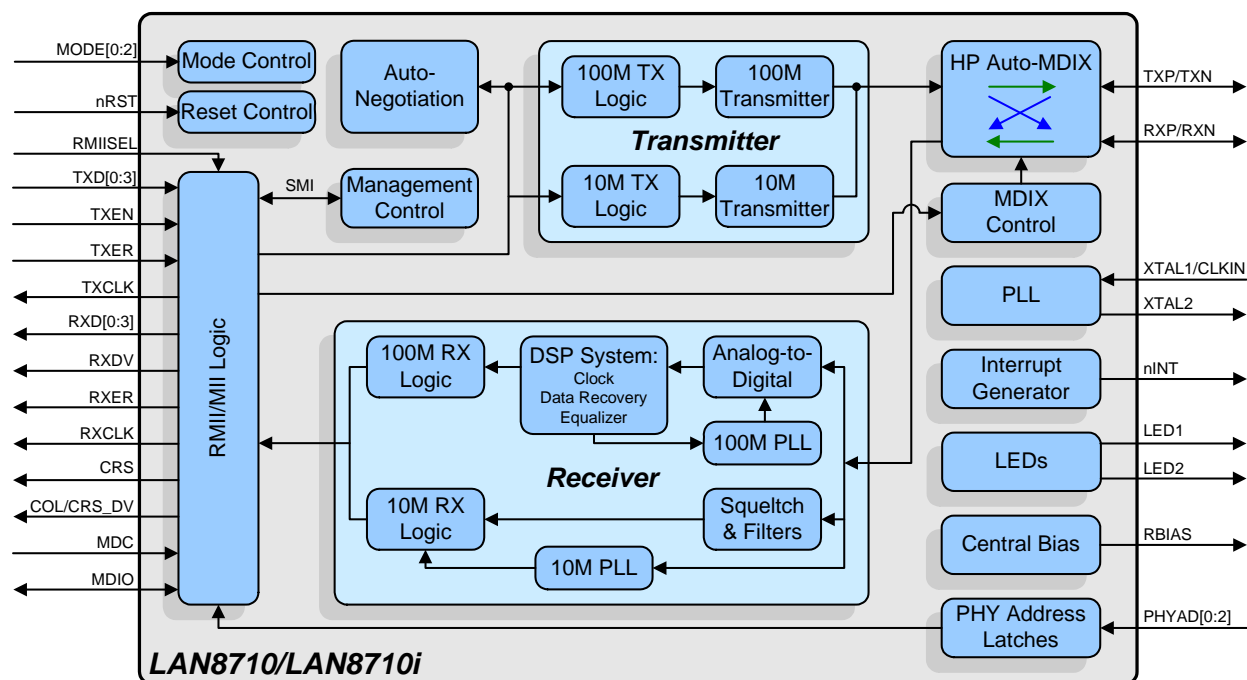 MODE[0:2]
nRST
RMIISEL
TXD[0:3]
TXEN
TXER
TXCLK
RXD[0:3]
RXDV
RXER
RXCLK
CRS
COL/CRS_DV
MDC
MDIO
Mode Control
Reset Control
RMII/MII Logic
SMI
Auto-
Negotiation
Management
Control
100M TX
Logic
100M
Transmitter
Transmitter
10M TX
Logic
10M
Transmitter
HP Auto-MDIX
MDIX
Control
PLL
Interrupt
Generator
LEDs
Central Bias
PHY Address
Latches
100M RX
Logic
DSP System:
Clock
Data Recovery
Equalizer
Analog-to-
Digital
100M PLL
Receiver
10M RX
Logic
Squeltch
& Filters
10M PLL
TXP/TXN
RXP/RXN
XTAL1/CLKIN
XTAL2
nINT
LED1
LED2
RBIAS
PHYAD[0:2]
LAN8710/LAN8710i